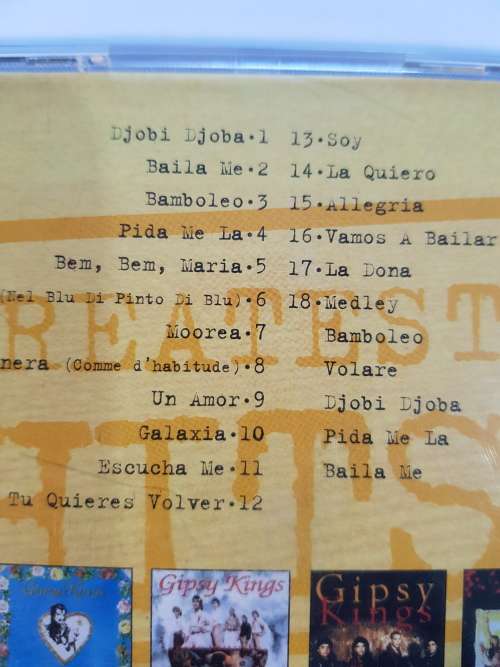 Djobi Djoba·1
Baila Me·2
Bamboleo·3
Pida Me La·4
Bem, Bem, Maria·5
(Nel Blu Di Pinto Di Blu)·6
Moorea·7
nera (Comme d'habitude)·8
Un Amor·9
Galaxia·10
Escucha Me·11
Tu Quieres Volver·12
13·Soy
14·La Quiero
15·Allegria
16·Vamos A Bailar
17·La Dona
18·Medley
Bamboleo
Volare
Djobi Djoba
Pida Me La
Baila Me
REATEST
HITS
Gipsy Kings
Gipsy Kings
Gipsy
Kings